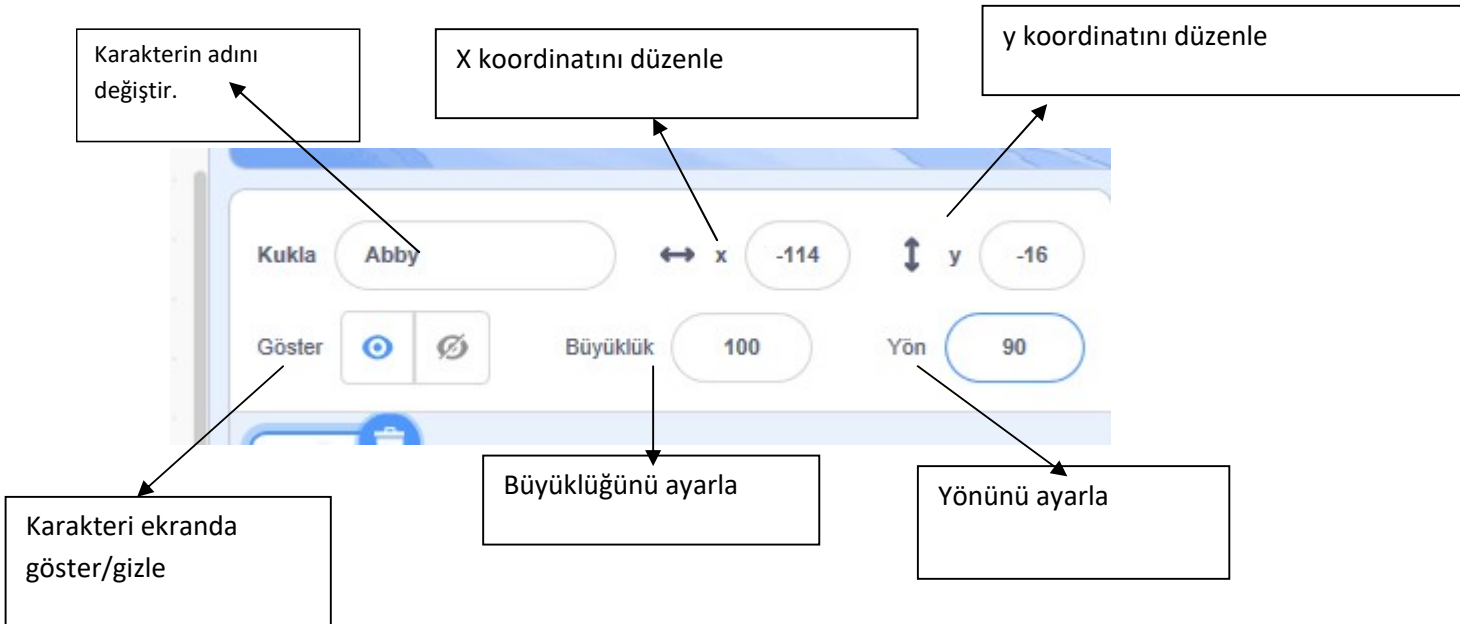 Karakterin adını
değiştir.
X koordinatını düzenle
y koordinatını düzenle
Kukla Abby x -114 y -16
Göster Büyüklük 100 Yön 90
Karakteri ekranda
göster/gizle
Büyüklüğünü ayarla
Yönünü ayarla